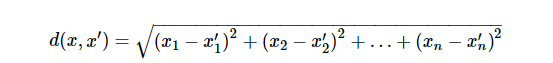 d(x, x′) = √(x₁ − x′₁)² + (x₂ − x′₂)² + … + (xₙ − x′ₙ)²